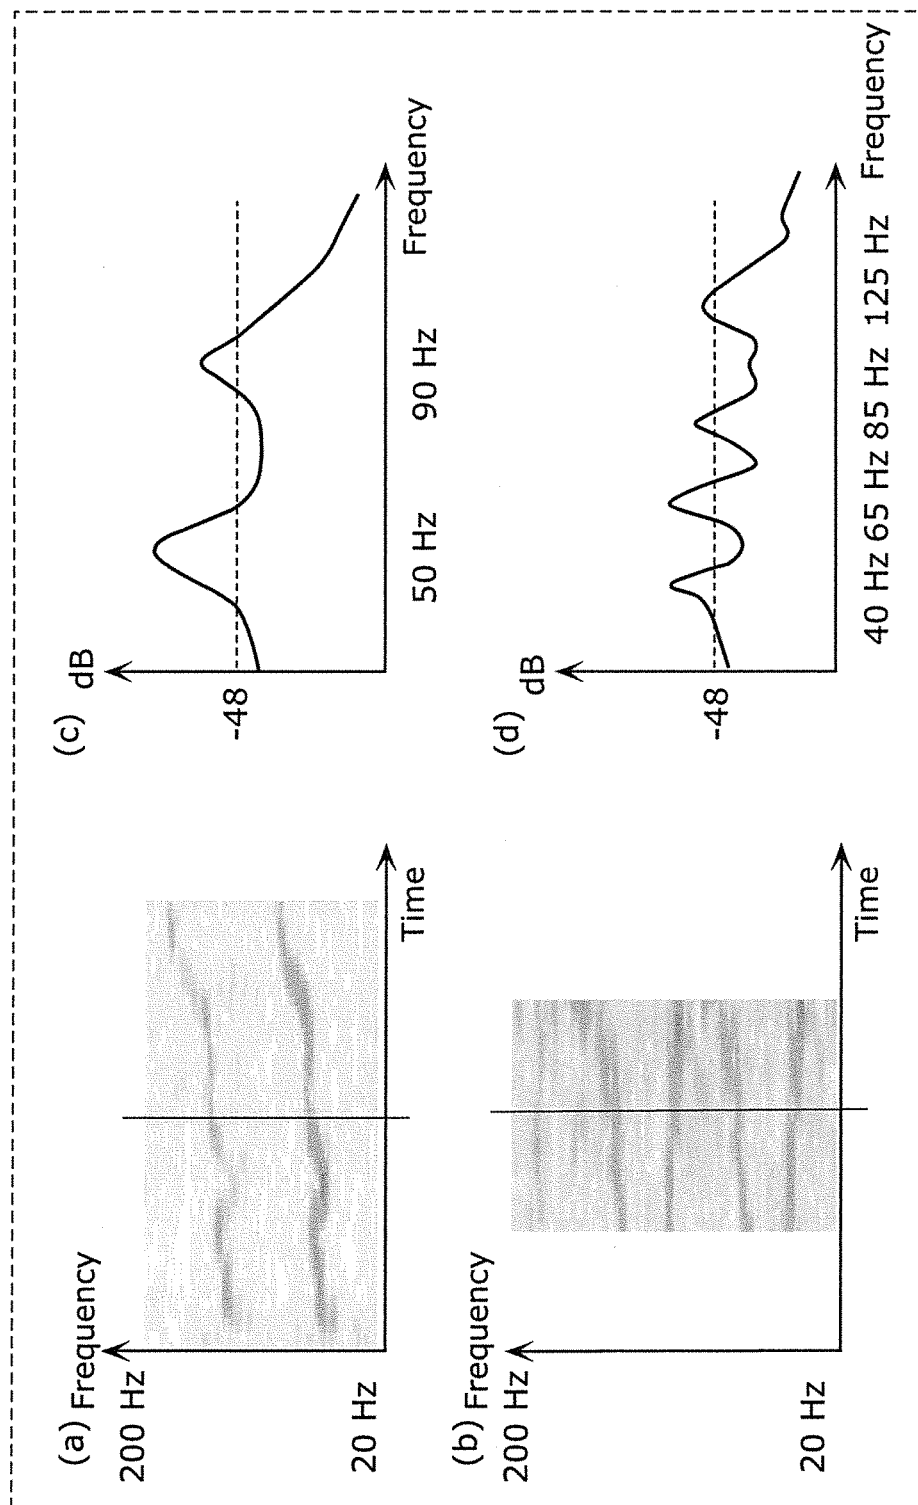 (a) Frequency
200 Hz
20 Hz
Time
(b) Frequency
200 Hz
20 Hz
Time
(c) dB
-48
50 Hz 90 Hz
Frequency
(d) dB
-48
40 Hz 65 Hz 85 Hz 125 Hz
Frequency